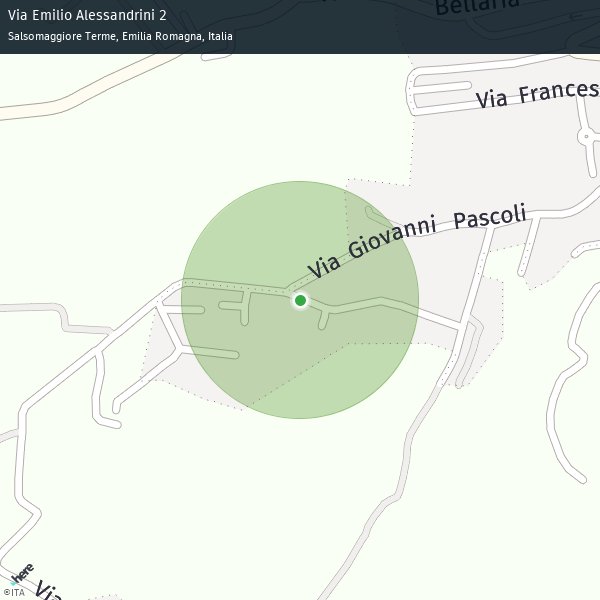 Via Emilio Alessandrini 2
Salsomaggiore Terme, Emilia Romagna, Italia
Bellaria
Via Frances
Via Giovanni Pascoli
here
©ITA
Via